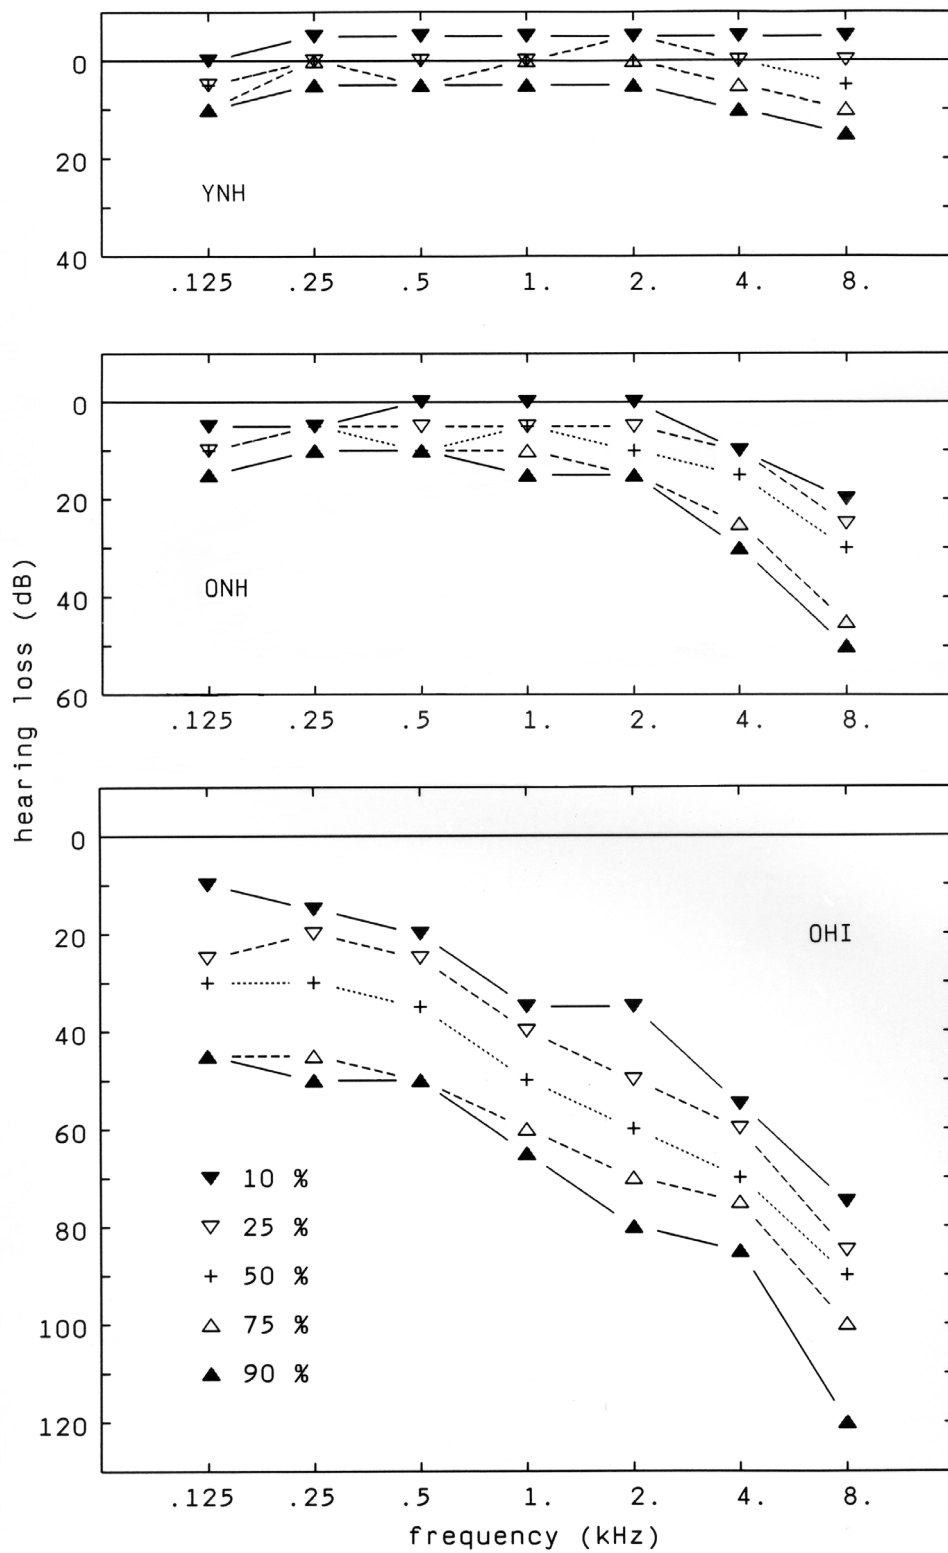 0
20
YNH
40
.125 .25 .5 1. 2. 4. 8.
0
20
ONH
40
60
.125 .25 .5 1. 2. 4. 8.
hearing loss (dB)
0
OHI
20
40
60
10 %
25 %
80
50 %
75 %
100
90 %
120
.125 .25 .5 1. 2. 4. 8.
frequency (kHz)